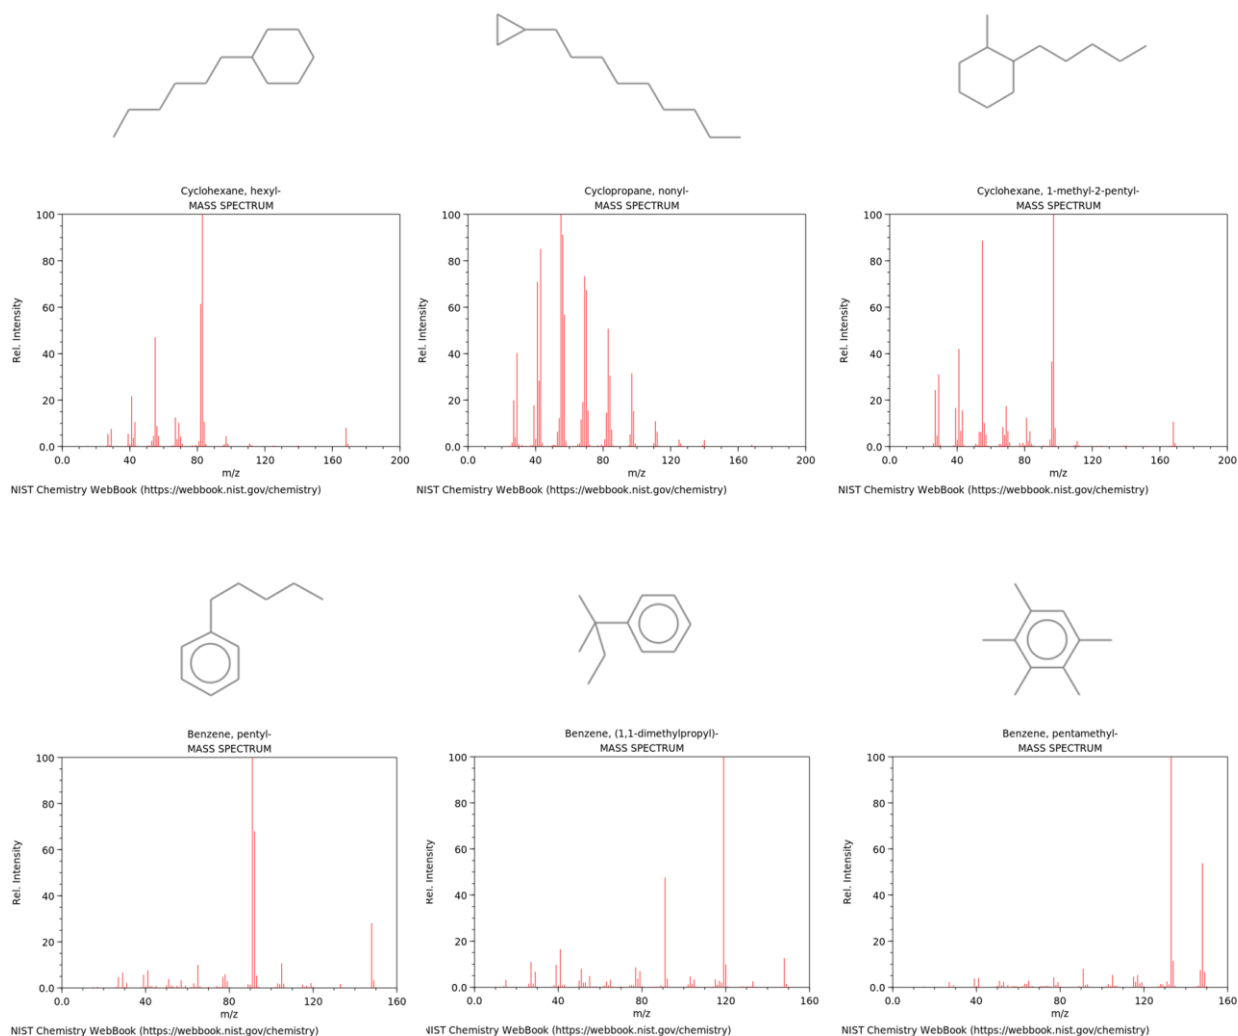 Cyclohexane, hexyl-
MASS SPECTRUM
100
80
60
40
20
0.0
Rel. Intensity
0.0 40 80 120 160 200
m/z
NIST Chemistry WebBook (https://webbook.nist.gov/chemistry)
Cyclopropane, nonyl-
MASS SPECTRUM
100
80
60
40
20
0.0
Rel. Intensity
0.0 40 80 120 160 200
m/z
NIST Chemistry WebBook (https://webbook.nist.gov/chemistry)
Cyclohexane, 1-methyl-2-pentyl-
MASS SPECTRUM
100
80
60
40
20
0.0
Rel. Intensity
0.0 40 80 120 160 200
m/z
NIST Chemistry WebBook (https://webbook.nist.gov/chemistry)
Benzene, pentyl-
MASS SPECTRUM
100
80
60
40
20
0.0
Rel. Intensity
0.0 40 80 120 160
m/z
NIST Chemistry WebBook (https://webbook.nist.gov/chemistry)
Benzene, (1,1-dimethylpropyl)-
MASS SPECTRUM
100
80
60
40
20
0.0
Rel. Intensity
0.0 40 80 120 160
m/z
NIST Chemistry WebBook (https://webbook.nist.gov/chemistry)
Benzene, pentamethyl-
MASS SPECTRUM
100
80
60
40
20
0.0
Rel. Intensity
0.0 40 80 120 160
m/z
NIST Chemistry WebBook (https://webbook.nist.gov/chemistry)